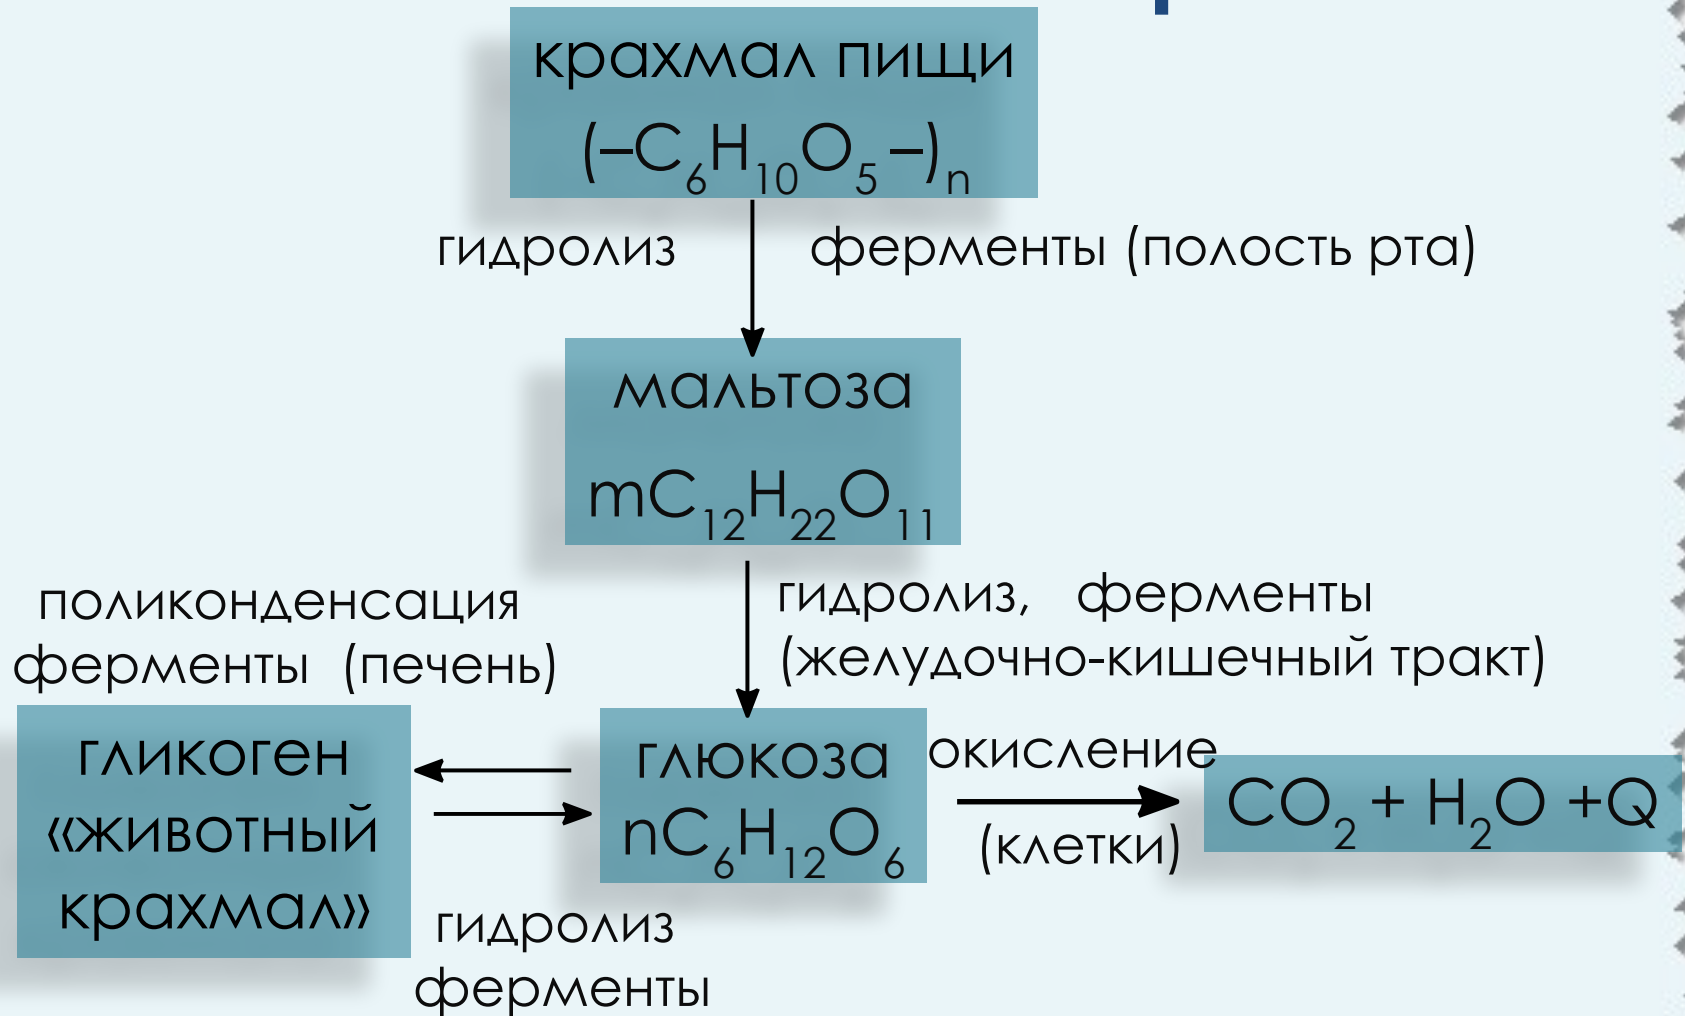 крахмал пищи
(–C₆H₁₀O₅–)ₙ
гидролиз ферменты (полость рта)
мальтоза
mC₁₂H₂₂O₁₁
гидролиз, ферменты
(желудочно-кишечный тракт)
поликонденсация
ферменты (печень)
гликоген
«животный
крахмал»
глюкоза
nC₆H₁₂O₆
окисление
(клетки)
CO₂ + H₂O +Q
гидролиз
ферменты